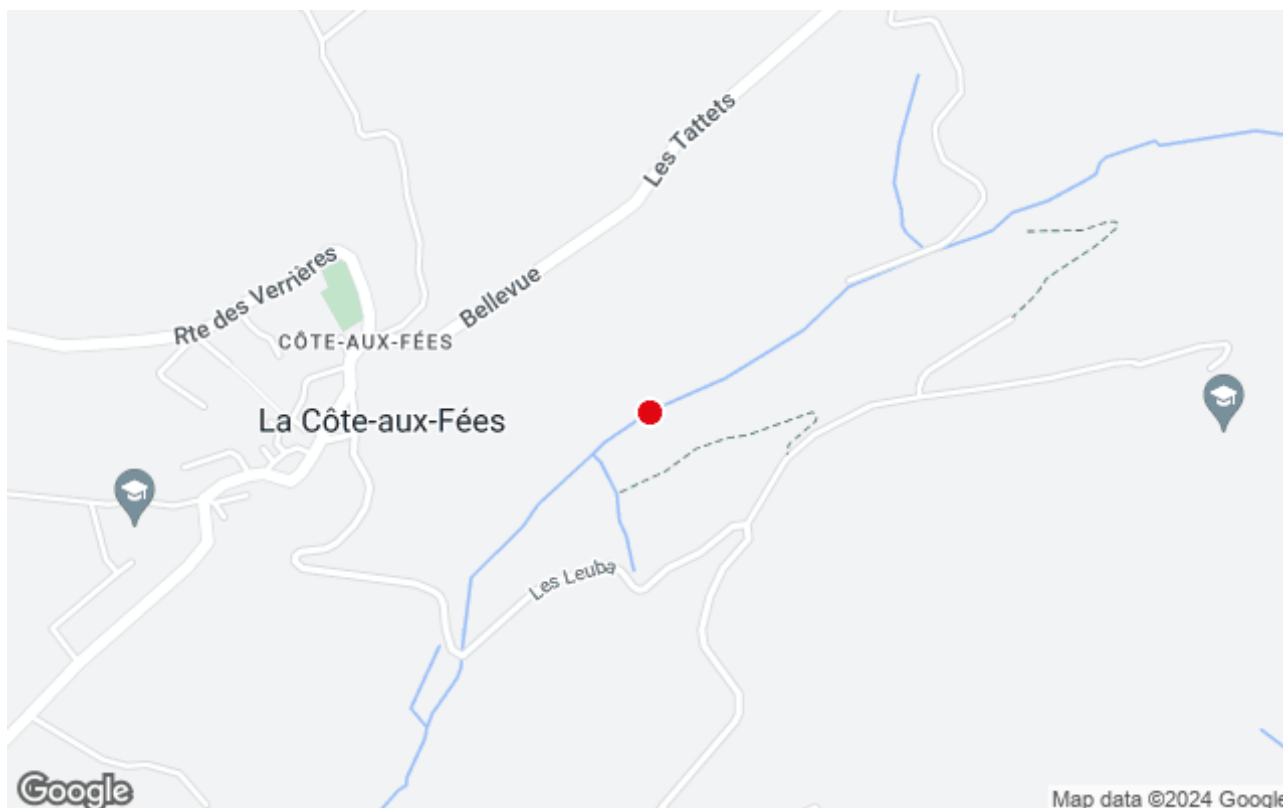 Les Tattets
Rte des Verrières
Bellevue
CÔTE-AUX-FÉES
La Côte-aux-Fées
Les Leuba
Google
Map data ©2024 Google